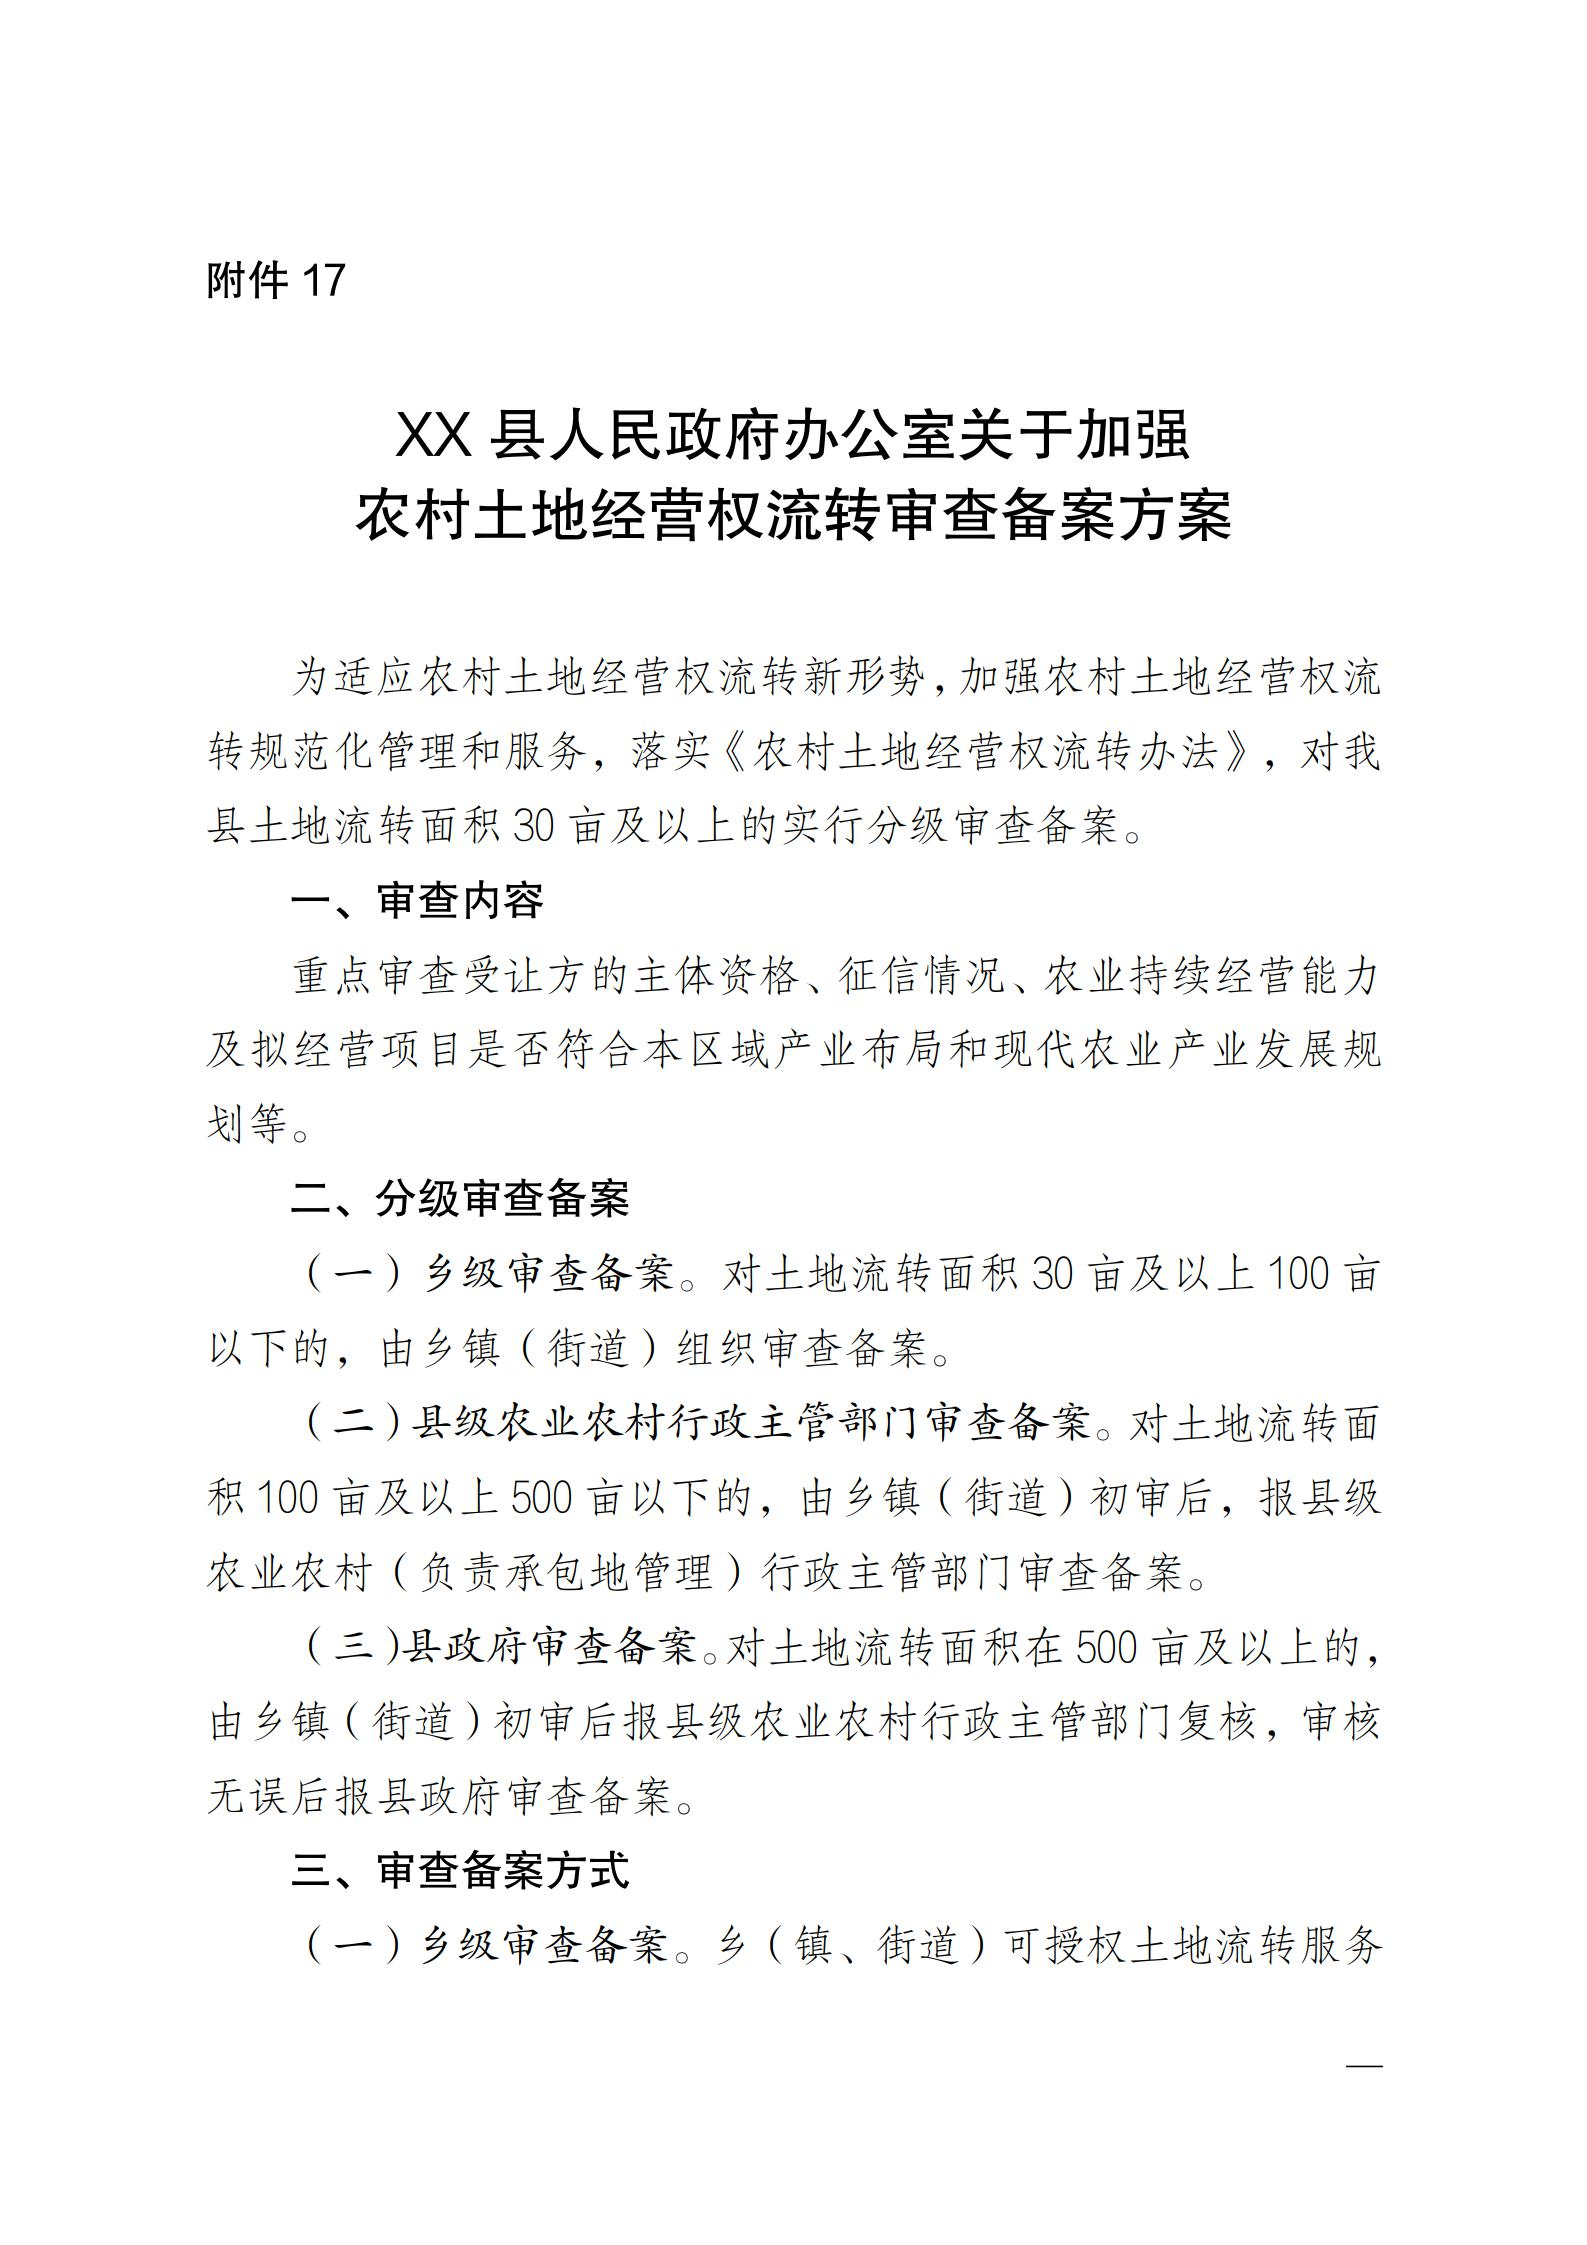 附件 17
XX 县人民政府办公室关于加强
农村土地经营权流转审查备案方案
为适应农村土地经营权流转新形势，加强农村土地经营权流
转规范化管理和服务，落实《农村土地经营权流转办法》，对我
县土地流转面积 30 亩及以上的实行分级审查备案。
一、审查内容
重点审查受让方的主体资格、征信情况、农业持续经营能力
及拟经营项目是否符合本区域产业布局和现代农业产业发展规
划等。
二、分级审查备案
（一）乡级审查备案。对土地流转面积 30 亩及以上 100 亩
以下的，由乡镇（街道）组织审查备案。
（二）县级农业农村行政主管部门审查备案。对土地流转面
积 100 亩及以上 500 亩以下的，由乡镇（街道）初审后，报县级
农业农村（负责承包地管理）行政主管部门审查备案。
（三)县政府审查备案。对土地流转面积在 500 亩及以上的，
由乡镇（街道）初审后报县级农业农村行政主管部门复核，审核
无误后报县政府审查备案。
三、审查备案方式
（一）乡级审查备案。乡（镇、街道）可授权土地流转服务
—